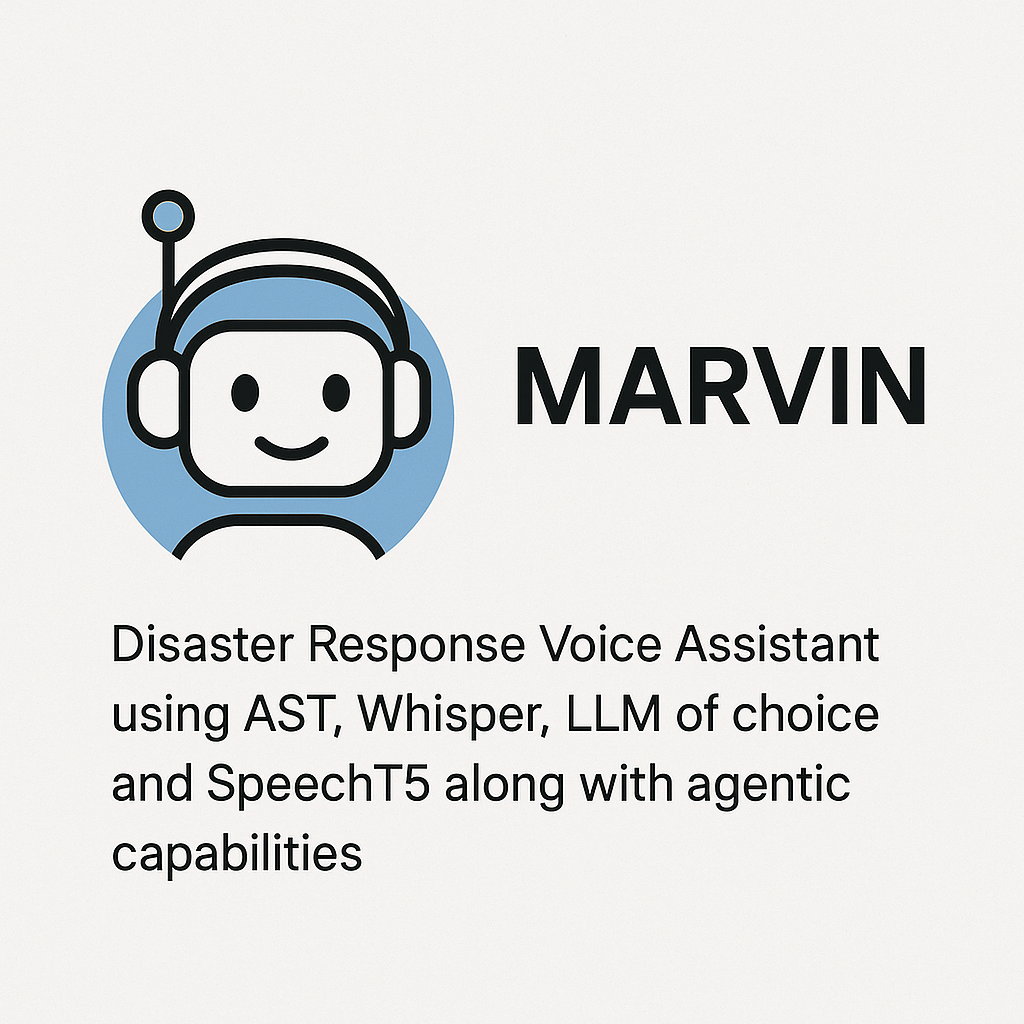 MARVIN
Disaster Response Voice Assistant
using AST, Whisper, LLM of choice
and SpeechT5 along with agentic
capabilities